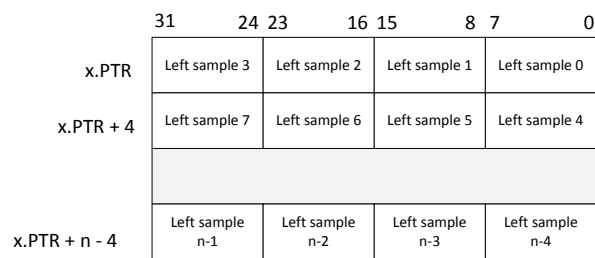 31 24 23 16 15 8 7 0
x.PTR Left sample 3 Left sample 2 Left sample 1 Left sample 0
x.PTR + 4 Left sample 7 Left sample 6 Left sample 5 Left sample 4
x.PTR + n - 4 Left sample n-1 Left sample n-2 Left sample n-3 Left sample n-4